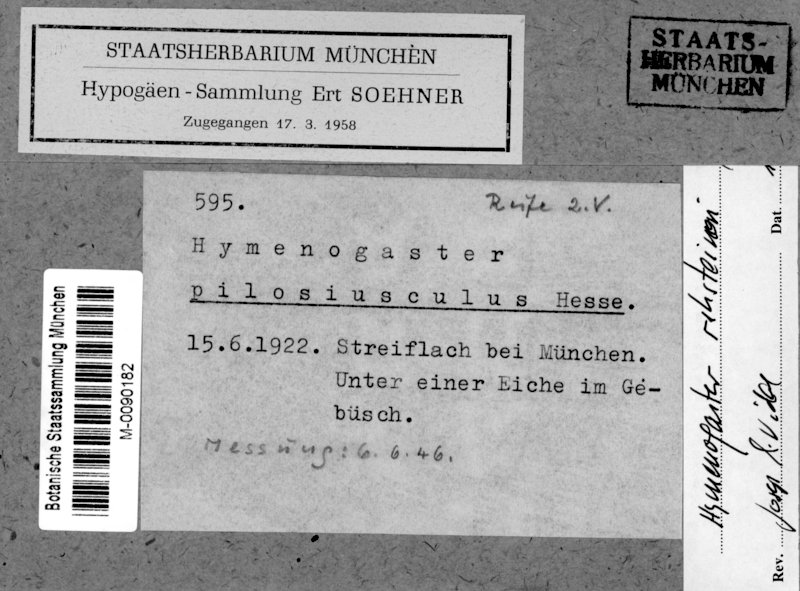 STAATSHERBARIUM MÜNCHEN
Hypogäen - Sammlung Ert SOEHNER
Zugegangen 17. 3. 1958
STAATS-
HERBARIUM
MÜNCHEN
595.
Reife 2.V.
Hymenogaster
pilosiusculus Hesse.
15.6.1922. Streiflach bei München.
Unter einer Eiche im Ge-
büsch.
Messung: 6.6.46.
Botanische Staatssammlung München
M-0090182
Hymenogaster rehsteineri
Rev. Dat.